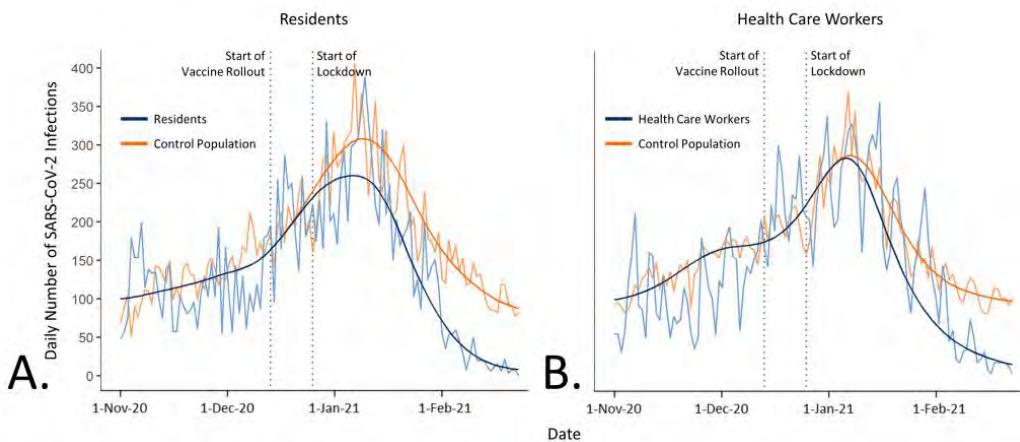 Residents
Health Care Workers
Start of
Vaccine Rollout
Start of
Lockdown
Start of
Vaccine Rollout
Start of
Lockdown
400
350
300
250
200
150
100
50
0
Daily Number of SARS-CoV-2 Infections
Residents
Control Population
Health Care Workers
Control Population
A.
B.
1-Nov-20
1-Dec-20
1-Jan-21
1-Feb-21
1-Nov-20
1-Dec-20
1-Jan-21
1-Feb-21
Date